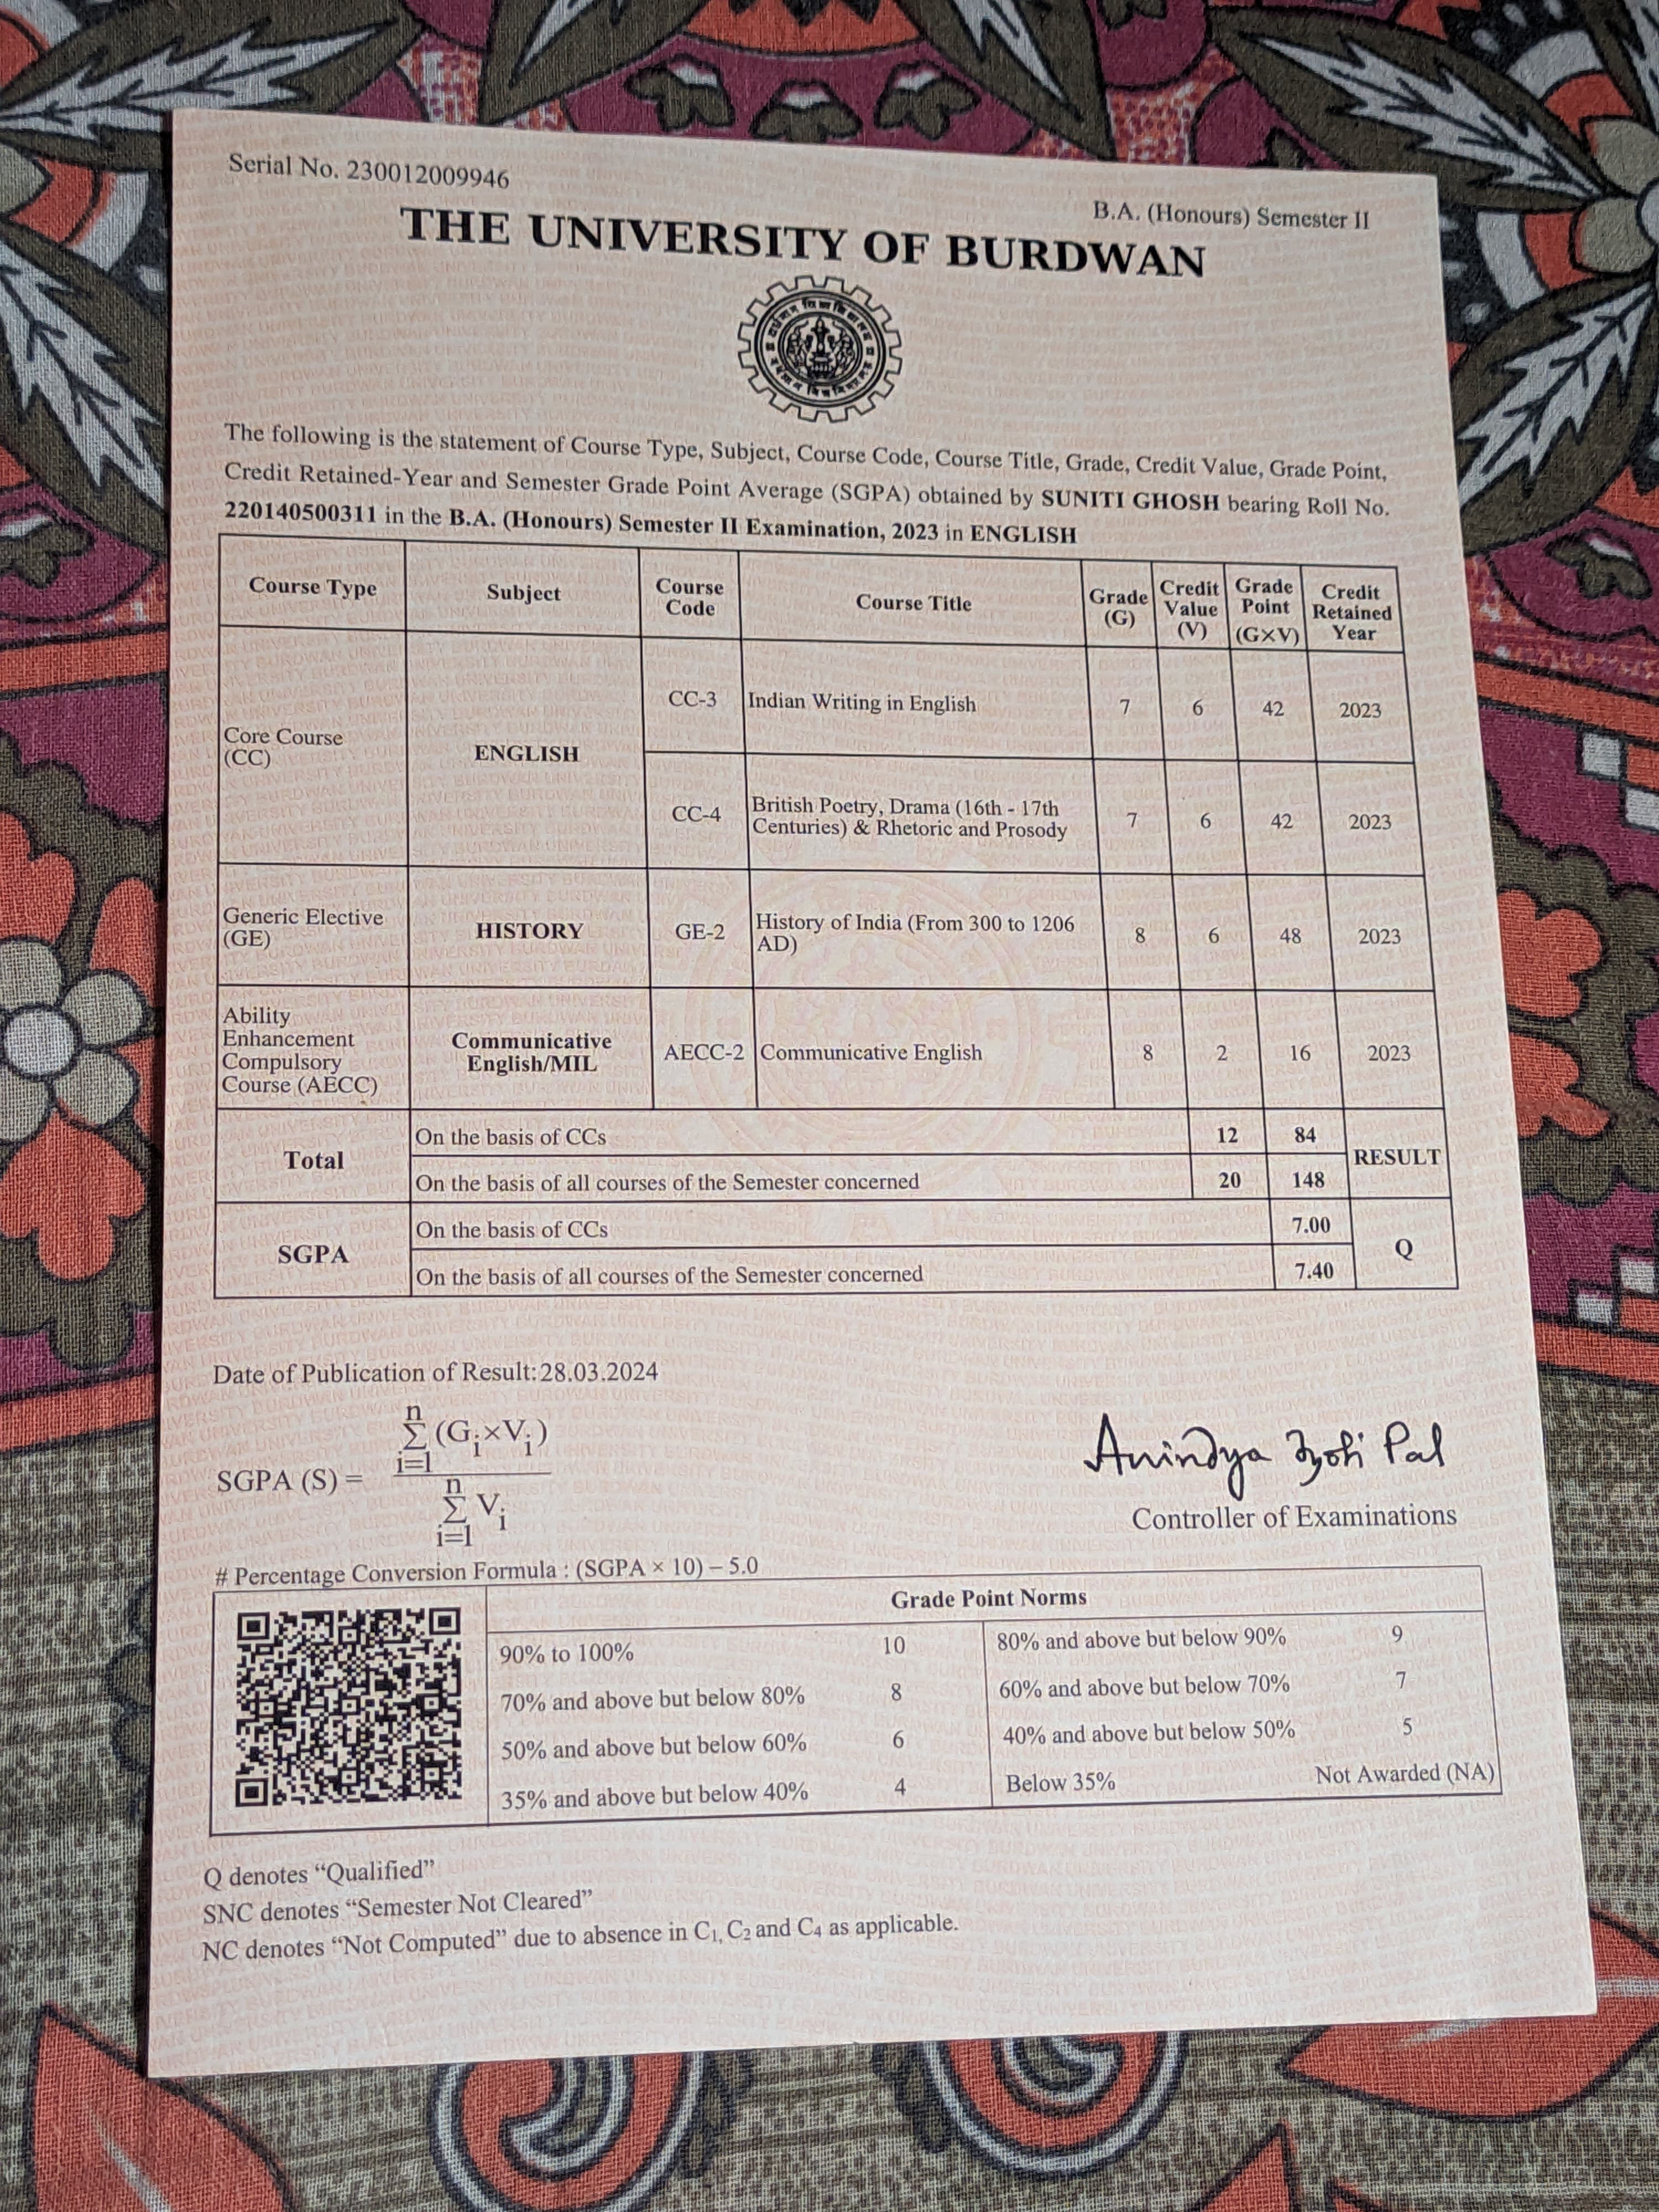 Serial No. 230012009946
B.A. (Honours) Semester II
THE UNIVERSITY OF BURDWAN
The following is the statement of Course Type, Subject, Course Code, Course Title, Grade, Credit Value, Grade Point,
Credit Retained-Year and Semester Grade Point Average (SGPA) obtained by SUNITI GHOSH bearing Roll No.
220140500311 in the B.A. (Honours) Semester II Examination, 2023 in ENGLISH
Course Type Subject Course Code Course Title Grade (G) Credit Value (V) Grade Point (G×V) Credit Retained Year
Core Course (CC) ENGLISH CC-3 Indian Writing in English 7 6 42 2023
CC-4 British Poetry, Drama (16th - 17th Centuries) & Rhetoric and Prosody 7 6 42 2023
Generic Elective (GE) HISTORY GE-2 History of India (From 300 to 1206 AD) 8 6 48 2023
Ability Enhancement Compulsory Course (AECC) Communicative English/MIL AECC-2 Communicative English 8 2 16 2023
Total On the basis of CCs 12 84 RESULT
On the basis of all courses of the Semester concerned 20 148
SGPA On the basis of CCs 7.00 Q
On the basis of all courses of the Semester concerned 7.40
Date of Publication of Result:28.03.2024
SGPA (S) = n Σ i=1 (Gi×Vi) / n Σ i=1 Vi
Anindya Jyoti Pal
Controller of Examinations
# Percentage Conversion Formula : (SGPA × 10) – 5.0
Grade Point Norms
90% to 100% 10 80% and above but below 90% 9
70% and above but below 80% 8 60% and above but below 70% 7
50% and above but below 60% 6 40% and above but below 50% 5
35% and above but below 40% 4 Below 35% Not Awarded (NA)
Q denotes “Qualified”
SNC denotes “Semester Not Cleared”
NC denotes “Not Computed” due to absence in C1, C2 and C4 as applicable.